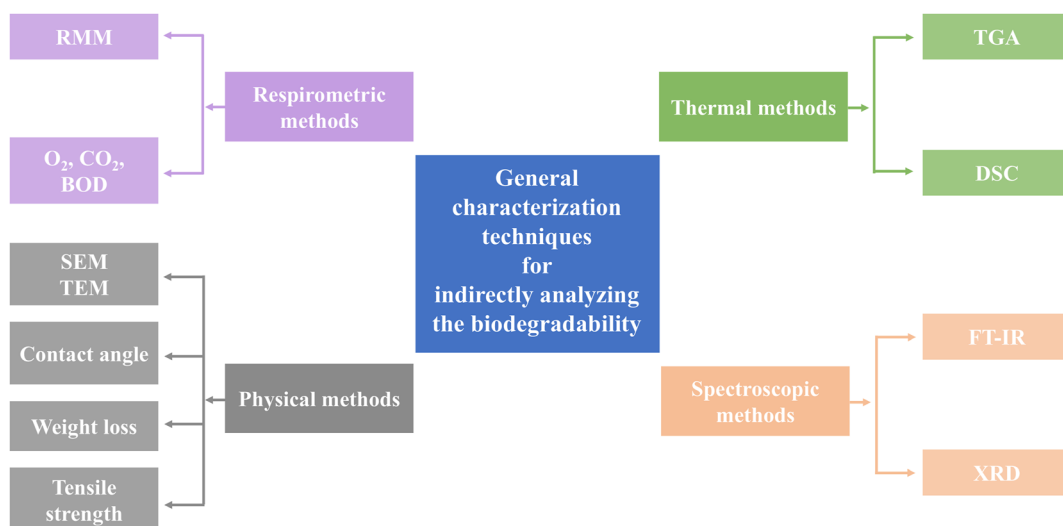 RMM
Respirometric
methods
O₂, CO₂,
BOD
SEM
TEM
Contact angle
Weight loss
Tensile
strength
Physical methods
General
characterization
techniques
for
indirectly analyzing
the biodegradability
Thermal methods
TGA
DSC
Spectroscopic
methods
FT-IR
XRD